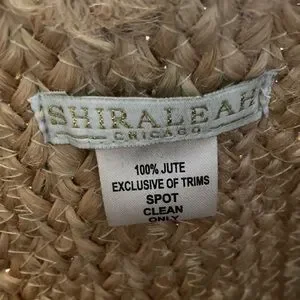 SHIRALEAH
CHICAGO
100% JUTE
EXCLUSIVE OF TRIMS
SPOT
CLEAN
ONLY